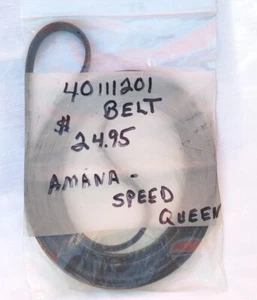 40111201
BELT
$
24.95
AMANA -
SPEED
QUEEN